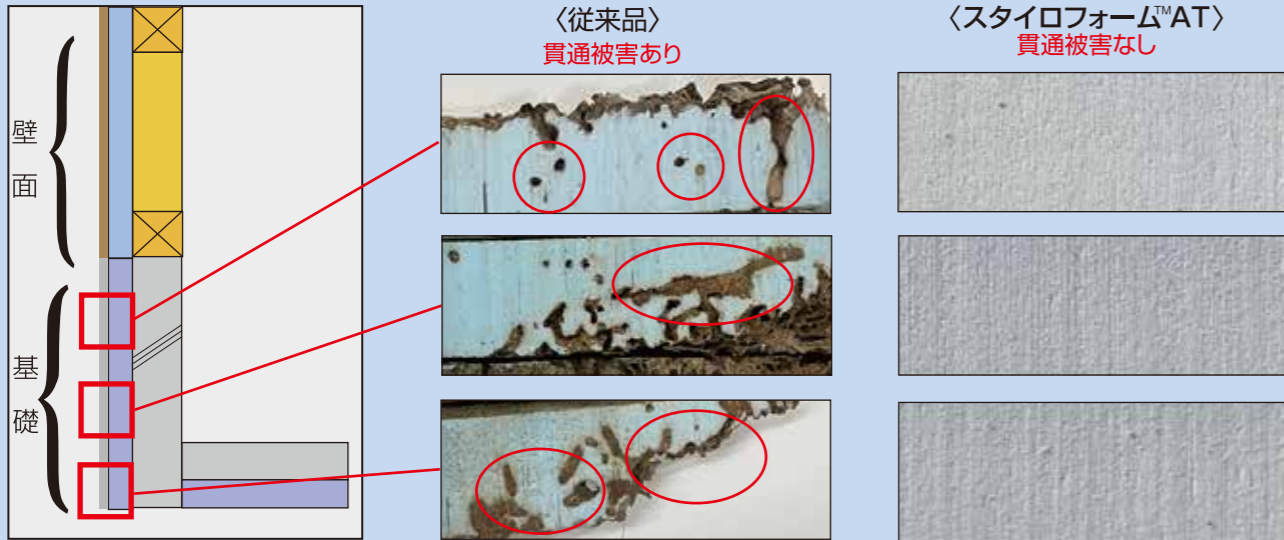 〈従来品〉
貫通被害あり
〈スタイロフォーム™AT〉
貫通被害なし
壁面
基礎